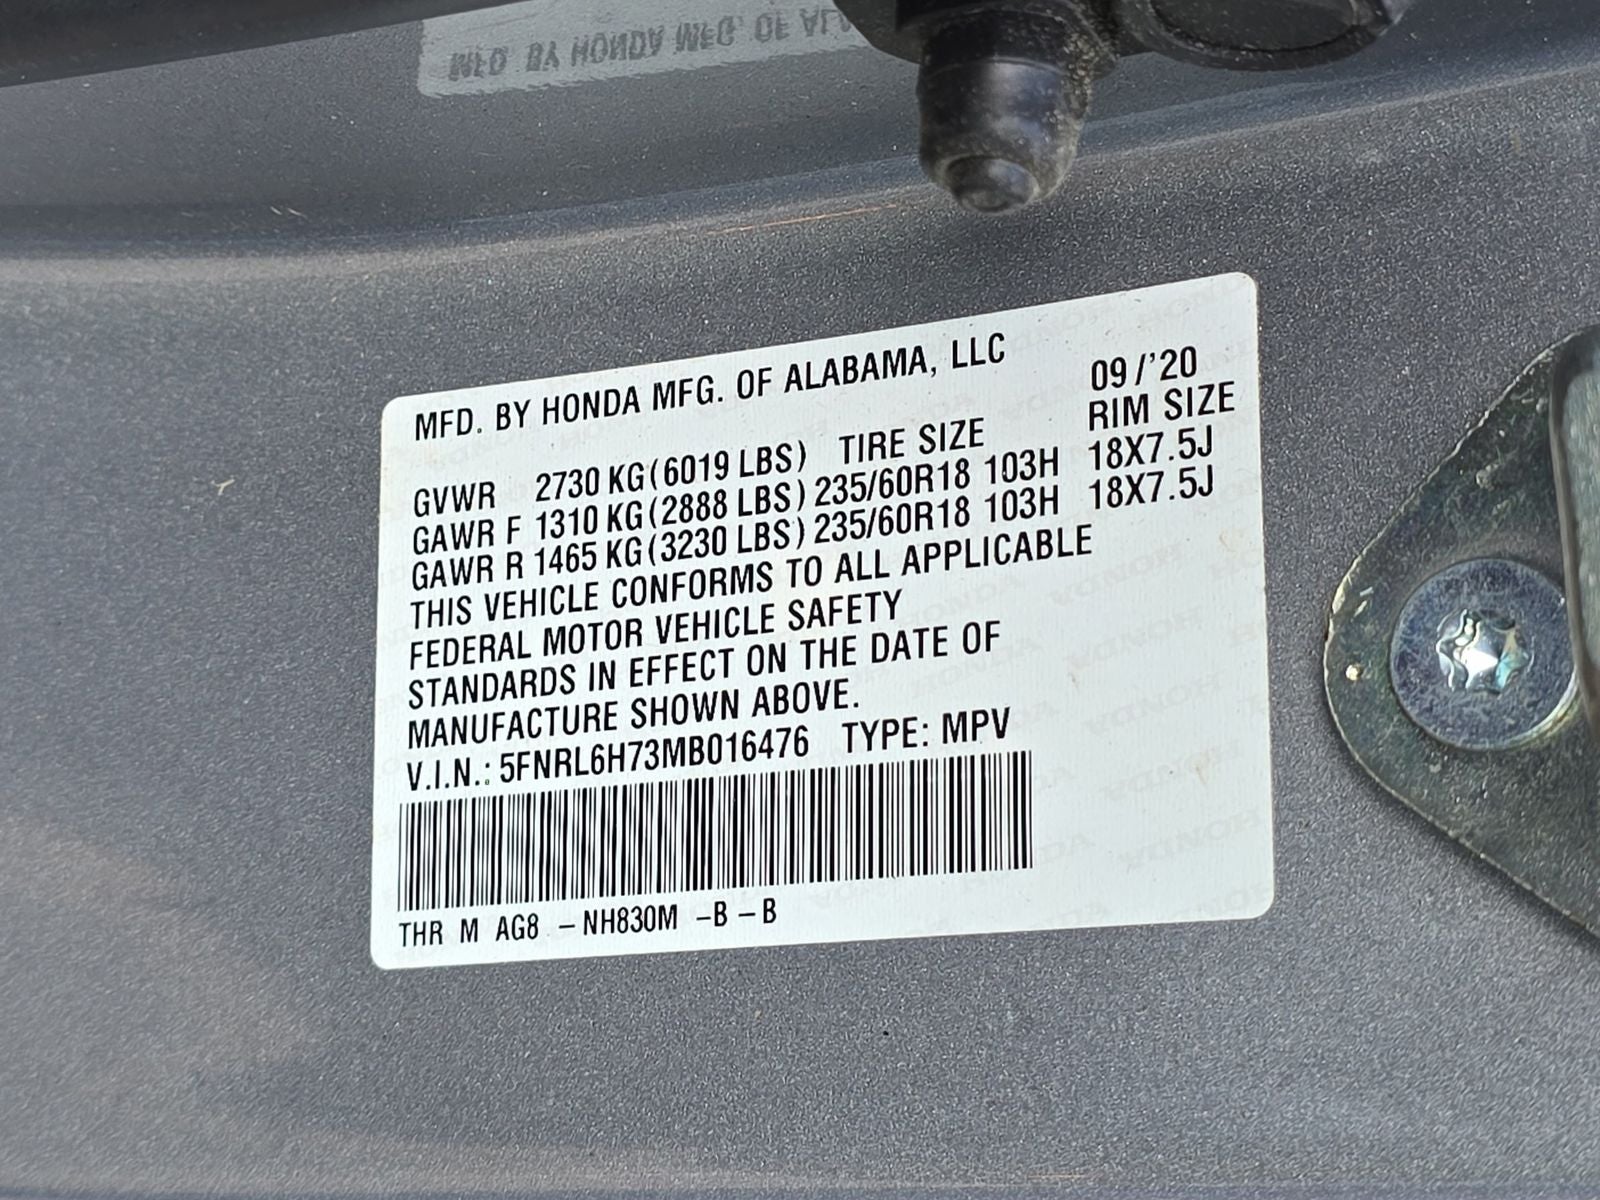 MFD. BY HONDA MFG. OF ALABAMA, LLC
09/'20
GVWR 2730 KG(6019 LBS) TIRE SIZE RIM SIZE
GAWR F 1310 KG(2888 LBS) 235/60R18 103H 18X7.5J
GAWR R 1465 KG(3230 LBS) 235/60R18 103H 18X7.5J
THIS VEHICLE CONFORMS TO ALL APPLICABLE
FEDERAL MOTOR VEHICLE SAFETY
STANDARDS IN EFFECT ON THE DATE OF
MANUFACTURE SHOWN ABOVE.
V.I.N.: 5FNRL6H73MB016476 TYPE: MPV
THR M AG8 -NH830M -B-B